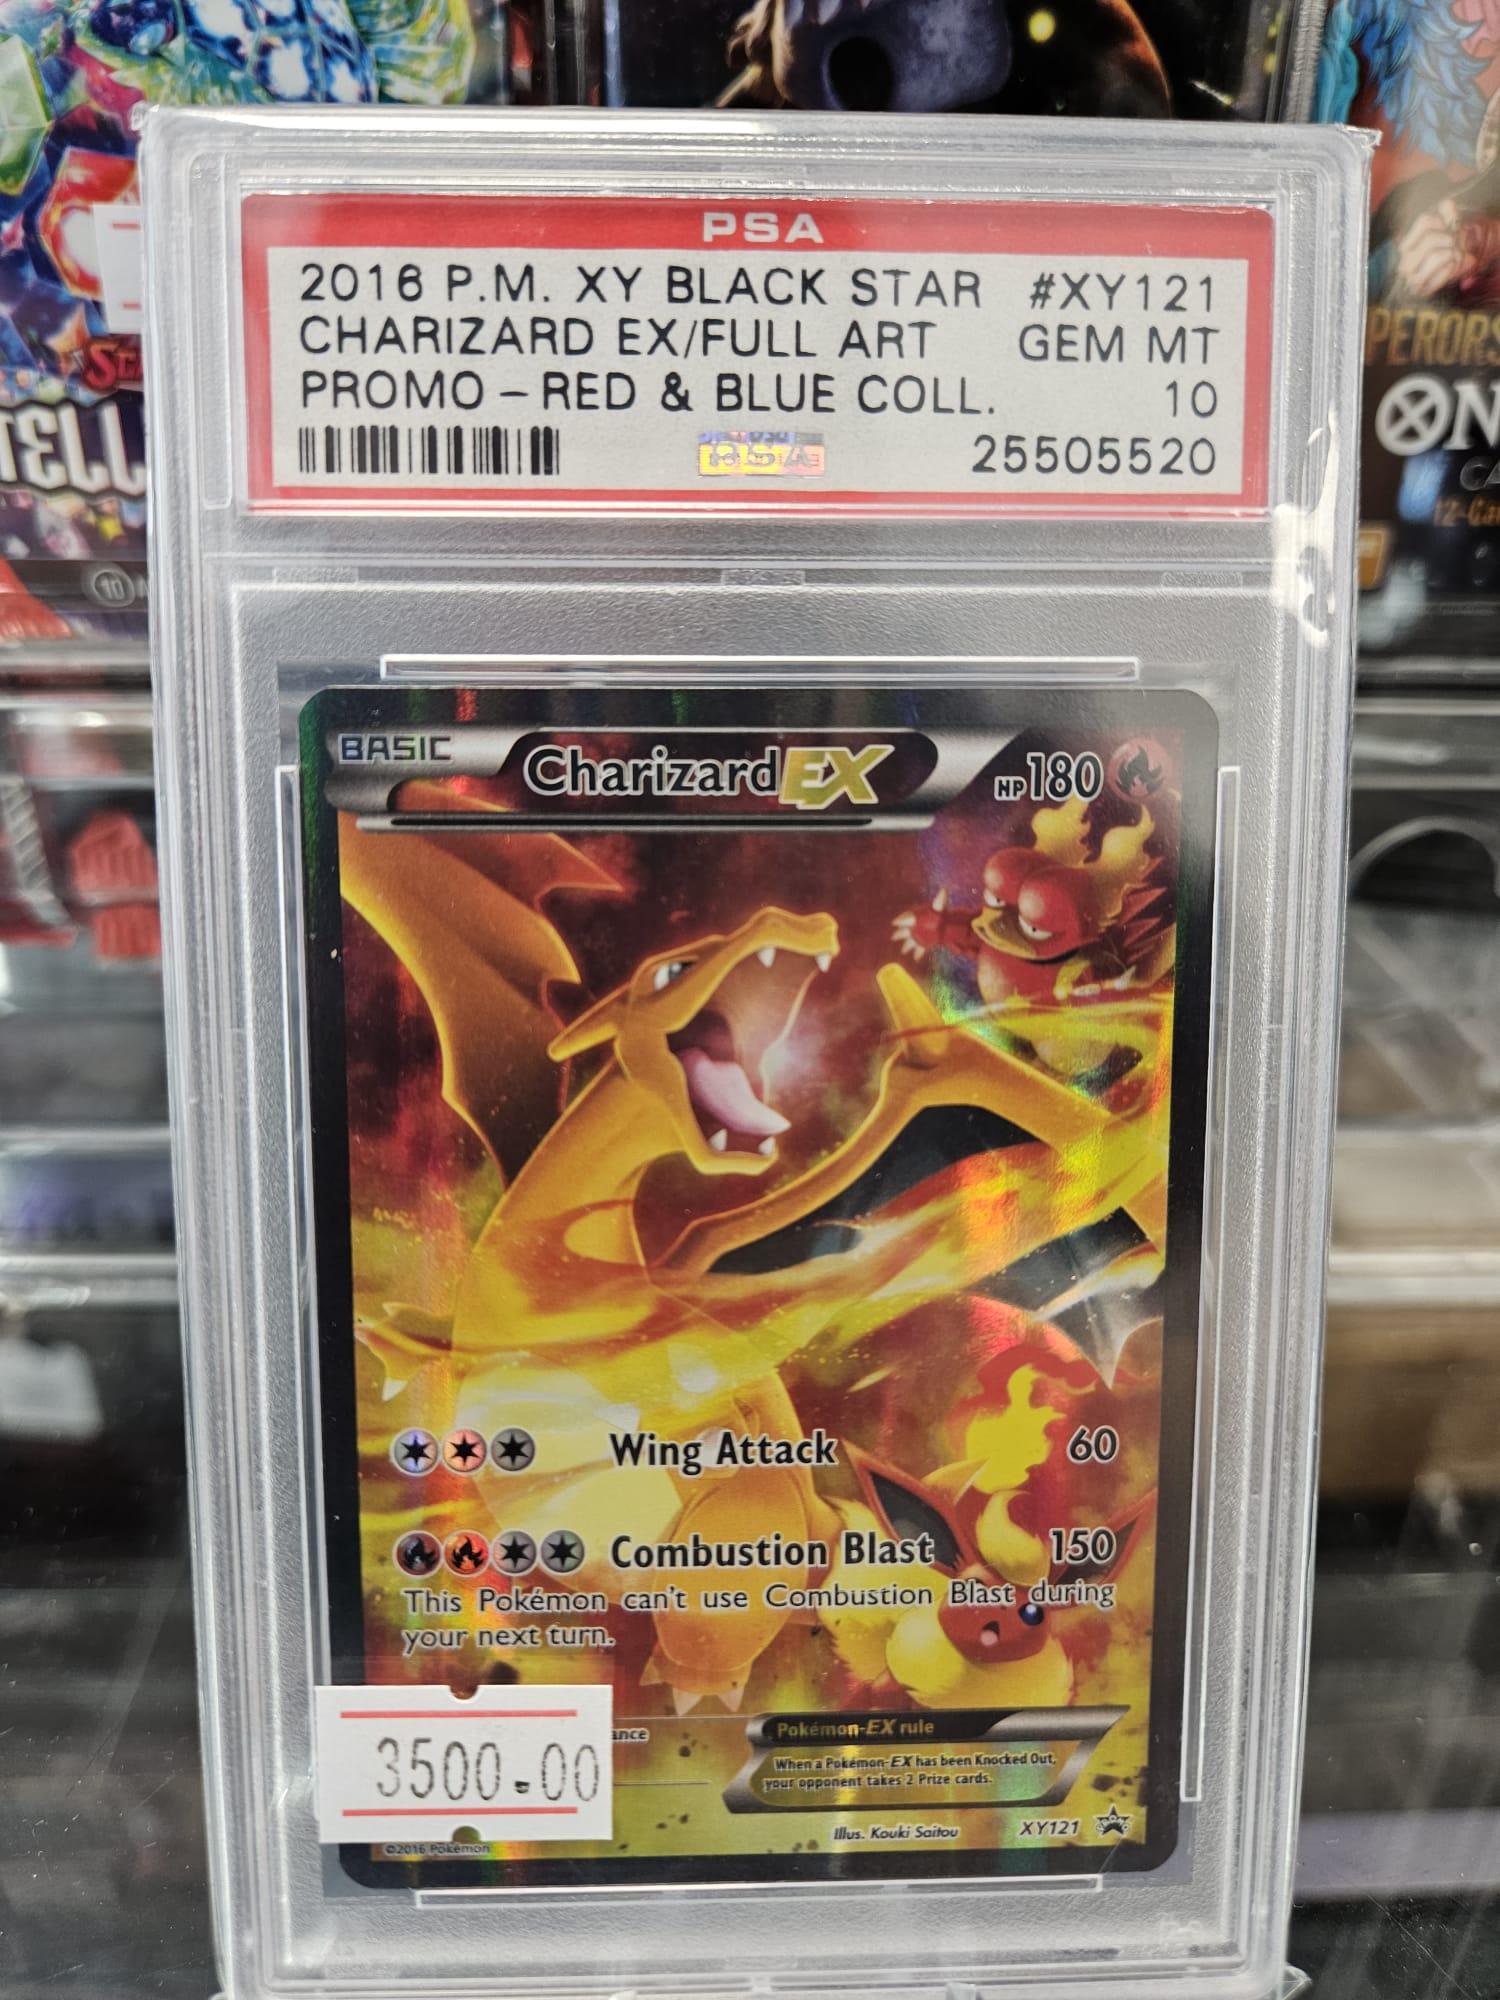 PSA
2016 P.M. XY BLACK STAR #XY121
CHARIZARD EX/FULL ART GEM MT
PROMO - RED & BLUE COLL. 10
PSA
25505520
BASIC
Charizard EX
HP180
Wing Attack 60
Combustion Blast 150
This Pokémon can't use Combustion Blast during
your next turn.
3500.00
Pokémon-EX rule
When a Pokémon-EX has been Knocked Out,
your opponent takes 2 Prize cards.
Illus. Kouki Saitou
XY121
©2016 Pokémon
10